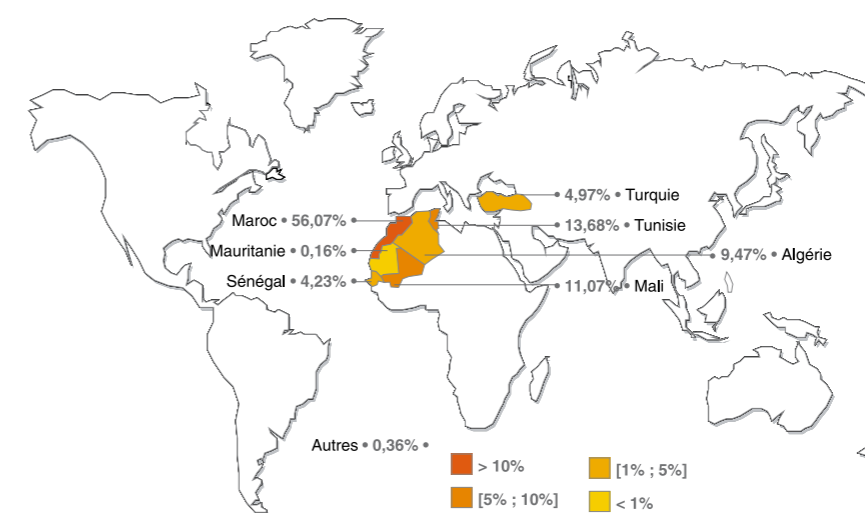 4,97% • Turquie
Maroc • 56,07%
13,68% • Tunisie
Mauritanie • 0,16%
9,47% • Algérie
Sénégal • 4,23%
11,07% • Mali
Autres • 0,36% •
> 10%
[1% ; 5%]
[5% ; 10%]
< 1%